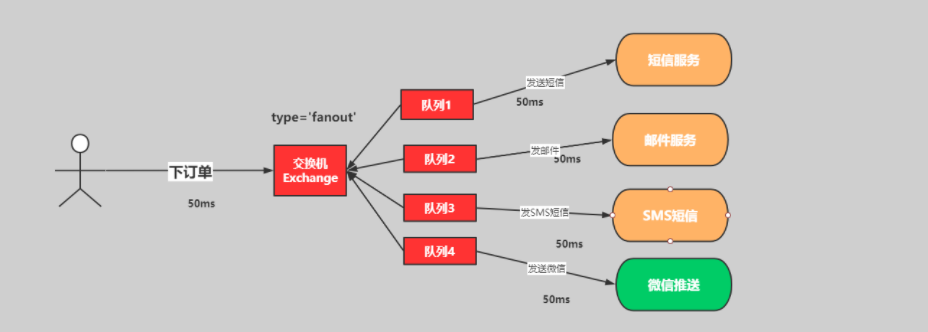 短信服务
发送短信
50ms
队列1
type='fanout'
邮件服务
发邮件
50ms
队列2
交换机
Exchange
下订单
50ms
队列3
发SMS短信
SMS短信
50ms
队列4
发送微信
微信推送
50ms